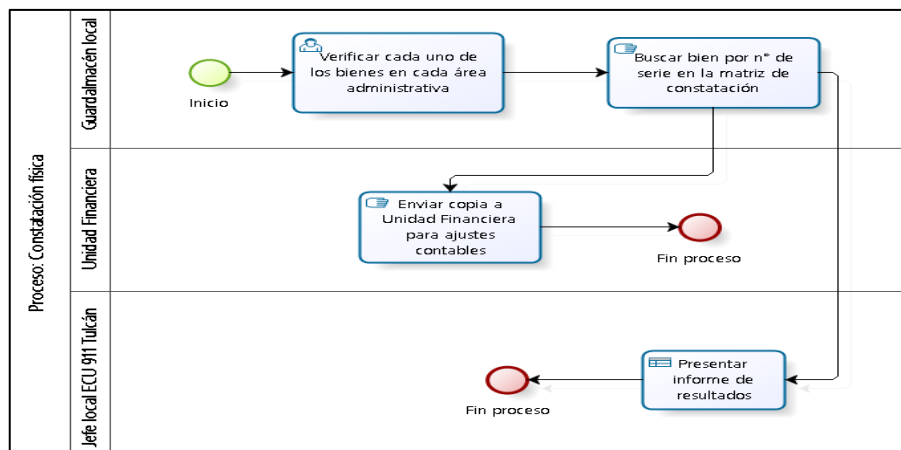 Proceso: Constatación física
Guardalmacén local
Inicio
Verificar cada uno de
los bienes en cada área
administrativa
Buscar bien por n° de
serie en la matriz de
constatación
Unidad Financiera
Enviar copia a
Unidad Financiera
para ajustes
contables
Fin proceso
Jefe local ECU 911 Tulcán
Fin proceso
Presentar
informe de
resultados